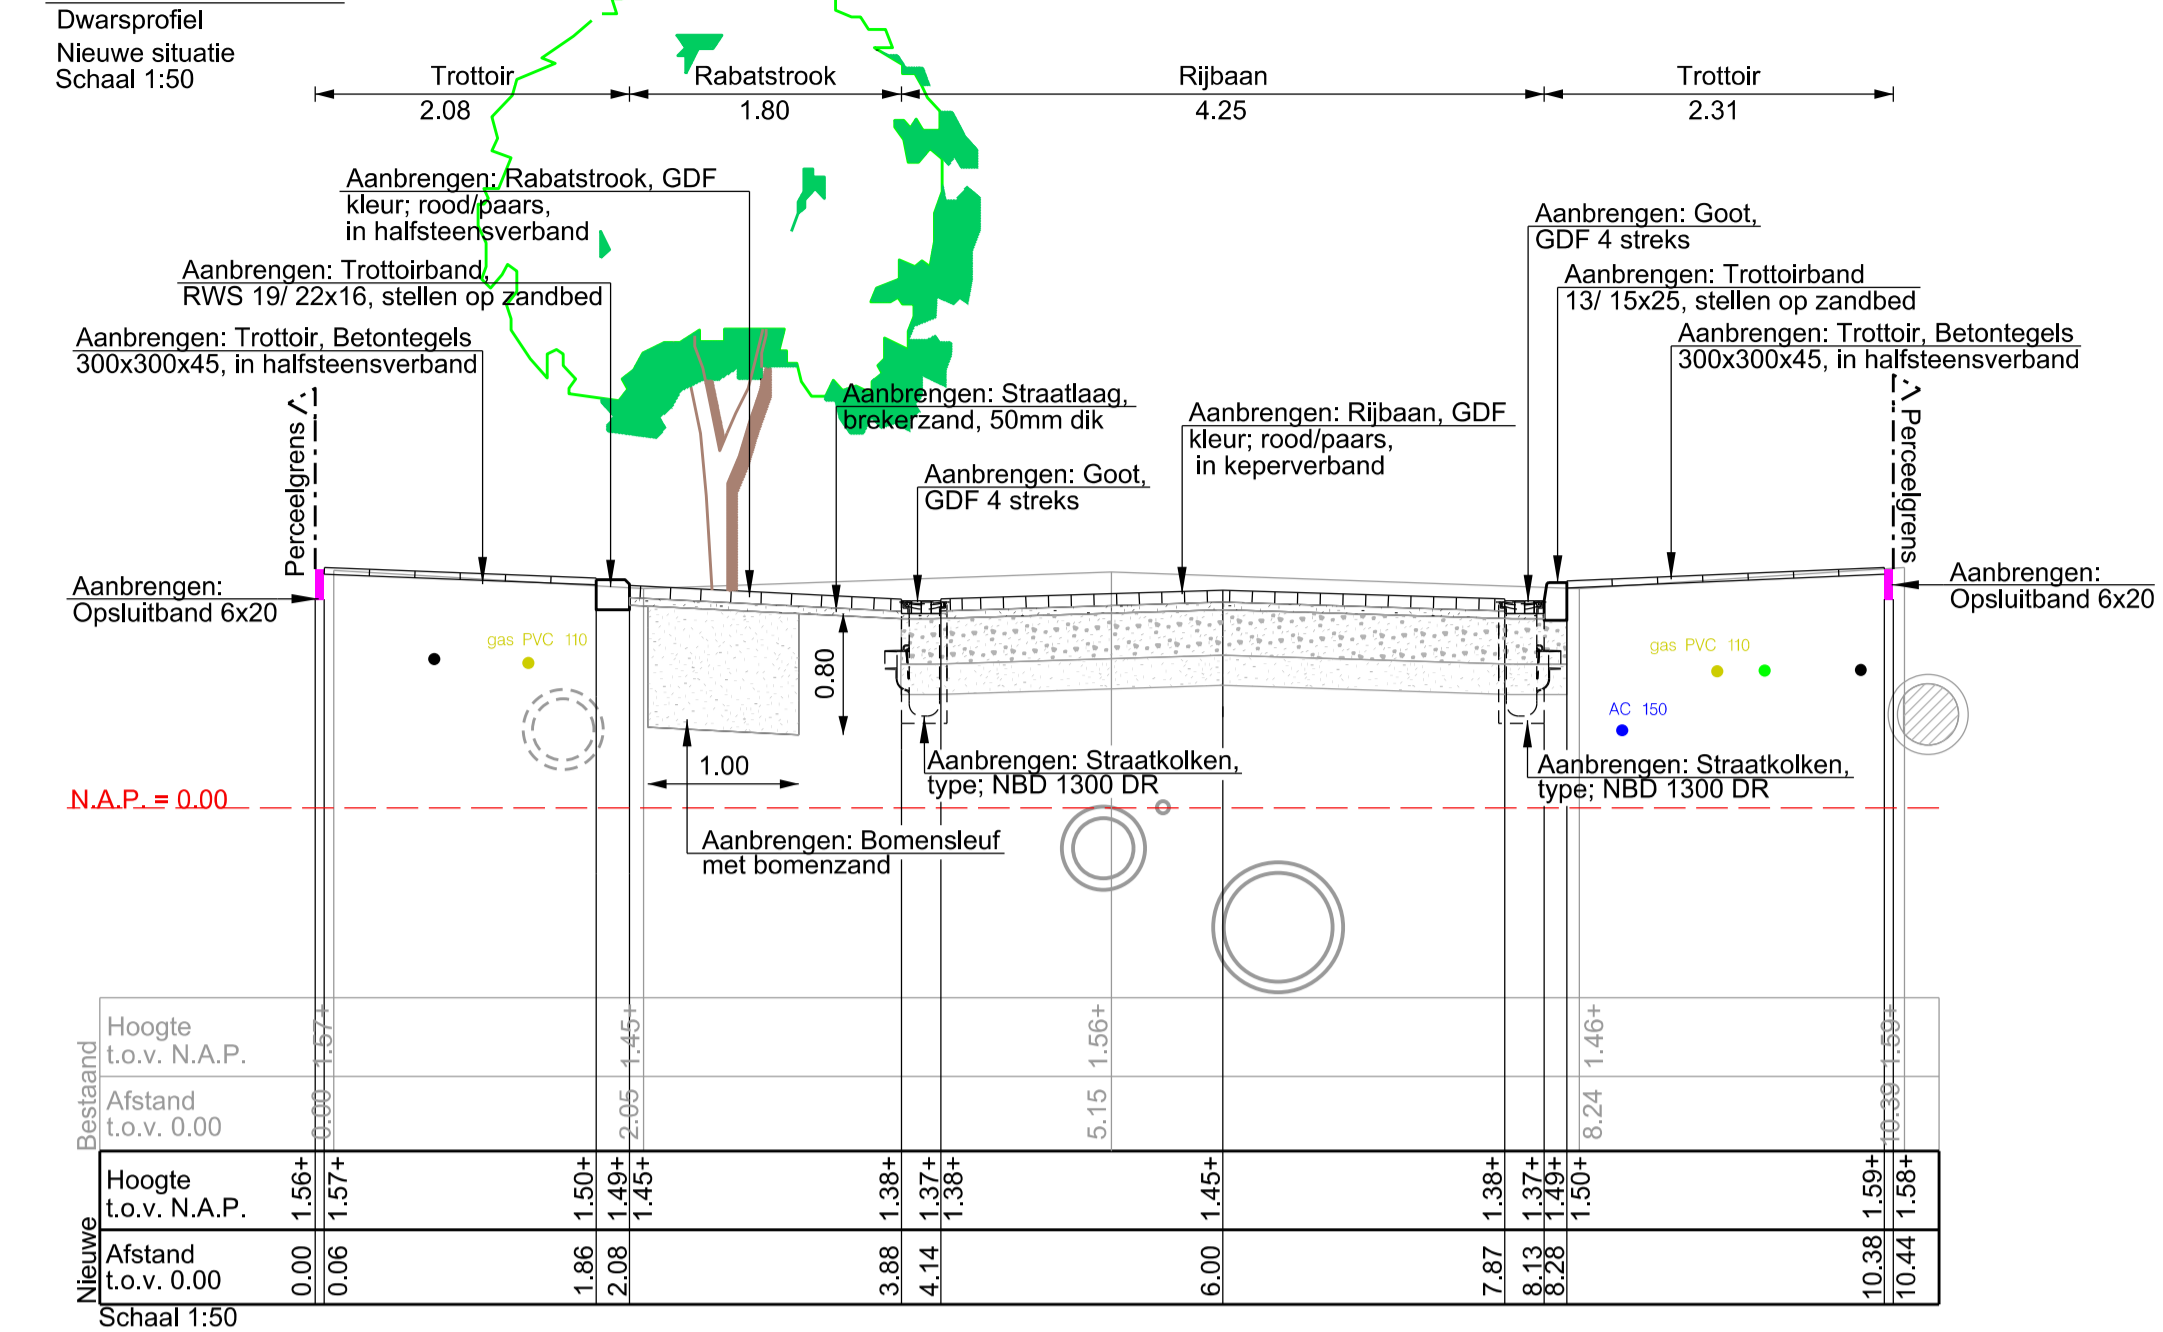 Dwarsprofiel
Nieuwe situatie
Schaal 1:50
Trottoir
2.08
Rabatstrook
1.80
Rijbaan
4.25
Trottoir
2.31
Aanbrengen: Rabatstrook, GDF
kleur; rood/paars,
in halfsteensverband
Aanbrengen: Goot,
GDF 4 streks
Aanbrengen: Trottoirband,
RWS 19/ 22x16, stellen op zandbed
Aanbrengen: Trottoirband
13/ 15x25, stellen op zandbed
Aanbrengen: Trottoir, Betontegels
300x300x45, in halfsteensverband
Aanbrengen: Trottoir, Betontegels
300x300x45, in halfsteensverband
Aanbrengen: Straatlaag,
brekerzand, 50mm dik
Aanbrengen: Rijbaan, GDF
kleur; rood/paars,
in keperverband
Aanbrengen: Goot,
GDF 4 streks
Perceelgrens
Perceelgrens
Aanbrengen:
Opsluitband 6x20
Aanbrengen:
Opsluitband 6x20
gas PVC 110
gas PVC 110
AC 150
0.80
1.00
Aanbrengen: Straatkolken,
type; NBD 1300 DR
Aanbrengen: Straatkolken,
type; NBD 1300 DR
N.A.P. = 0.00
Aanbrengen: Bomensleuf
met bomenzand
Bestaand
Hoogte
t.o.v. N.A.P.
1.57+ 1.45+ 1.56+ 1.46+ 1.59+
Afstand
t.o.v. 0.00
0.00 2.05 5.15 8.24 10.39
Nieuwe
Hoogte
t.o.v. N.A.P.
1.56+ 1.57+ 1.50+ 1.49+ 1.45+ 1.38+ 1.37+ 1.38+ 1.45+ 1.38+ 1.37+ 1.49+ 1.50+ 1.59+ 1.58+
Afstand
t.o.v. 0.00
0.00 0.06 1.86 2.08 3.88 4.14 6.00 7.87 8.13 8.28 10.38 10.44
Schaal 1:50